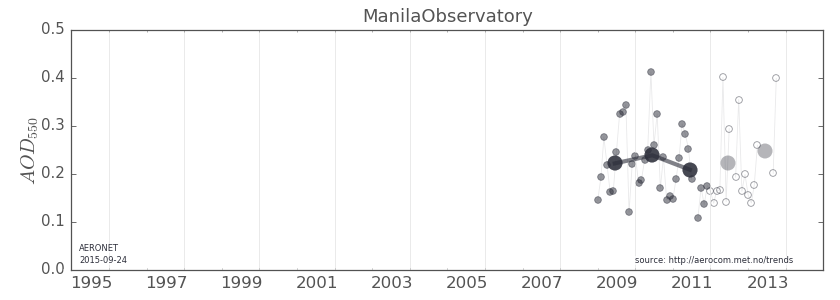 ManilaObservatory
0.5
0.4
0.3
0.2
0.1
0.0
AOD550
AERONET
2015-09-24
source: http://aerocom.met.no/trends
1995 1997 1999 2001 2003 2005 2007 2009 2011 2013